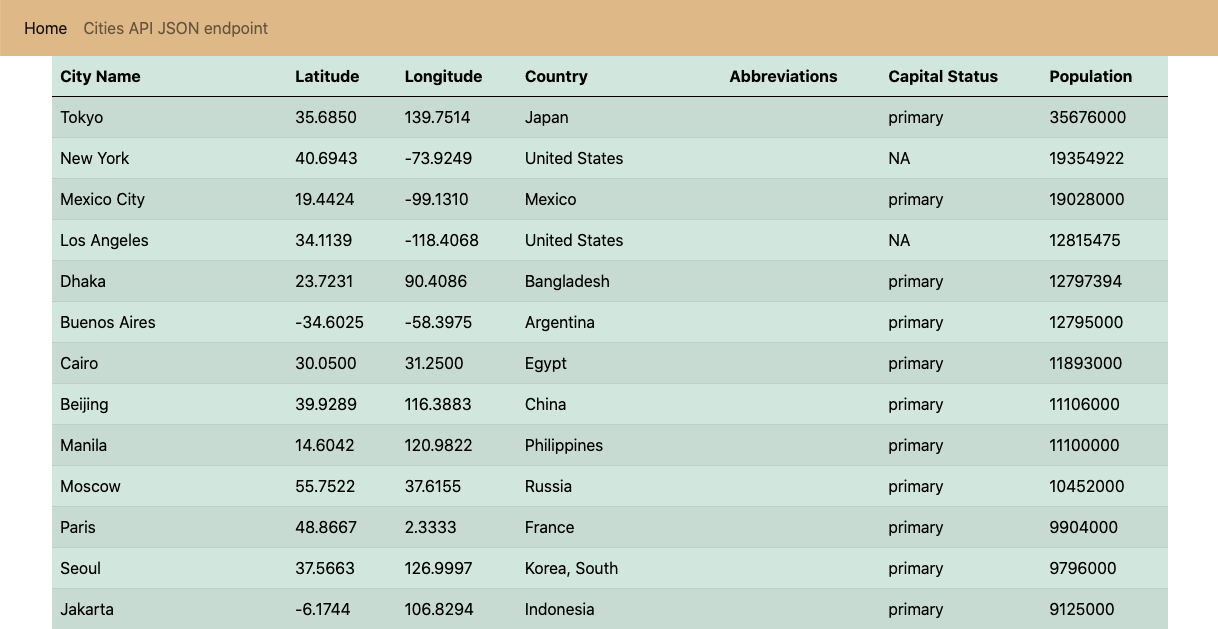 Home Cities API JSON endpoint
City Name Latitude Longitude Country Abbreviations Capital Status Population
Tokyo 35.6850 139.7514 Japan primary 35676000
New York 40.6943 -73.9249 United States NA 19354922
Mexico City 19.4424 -99.1310 Mexico primary 19028000
Los Angeles 34.1139 -118.4068 United States NA 12815475
Dhaka 23.7231 90.4086 Bangladesh primary 12797394
Buenos Aires -34.6025 -58.3975 Argentina primary 12795000
Cairo 30.0500 31.2500 Egypt primary 11893000
Beijing 39.9289 116.3883 China primary 11106000
Manila 14.6042 120.9822 Philippines primary 11100000
Moscow 55.7522 37.6155 Russia primary 10452000
Paris 48.8667 2.3333 France primary 9904000
Seoul 37.5663 126.9997 Korea, South primary 9796000
Jakarta -6.1744 106.8294 Indonesia primary 9125000